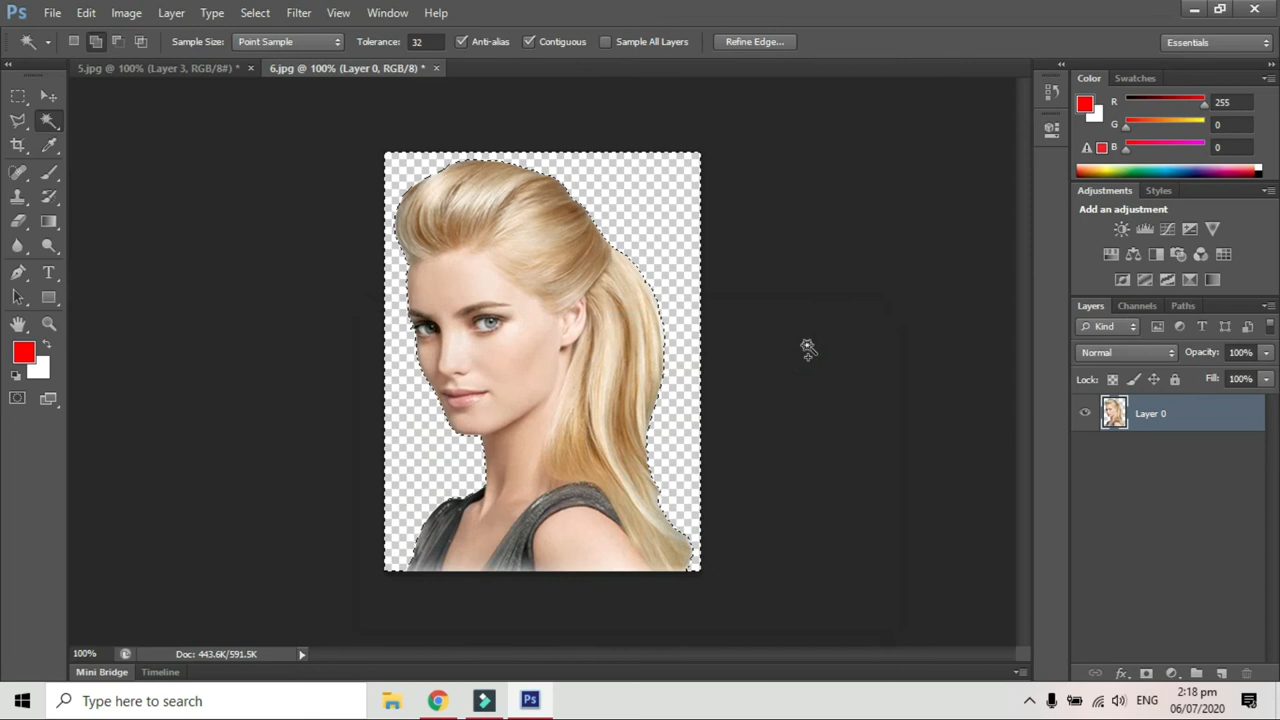 Ps File Edit Image Layer Type Select Filter View Window Help
Sample Size: Point Sample Tolerance: 32 Anti-alias Contiguous Sample All Layers Refine Edge... Essentials
5.jpg @ 100% (Layer 3, RGB/8#) * × 6.jpg @ 100% (Layer 0, RGB/8) * ×
Color Swatches
R 255
G 0
B 0
Adjustments Styles
Add an adjustment
Layers Channels Paths
Kind
Normal Opacity: 100%
Lock: Fill: 100%
Layer 0
100% Doc: 443.6K/591.5K
Mini Bridge Timeline
Type here to search Ps ENG 2:18 pm
06/07/2020